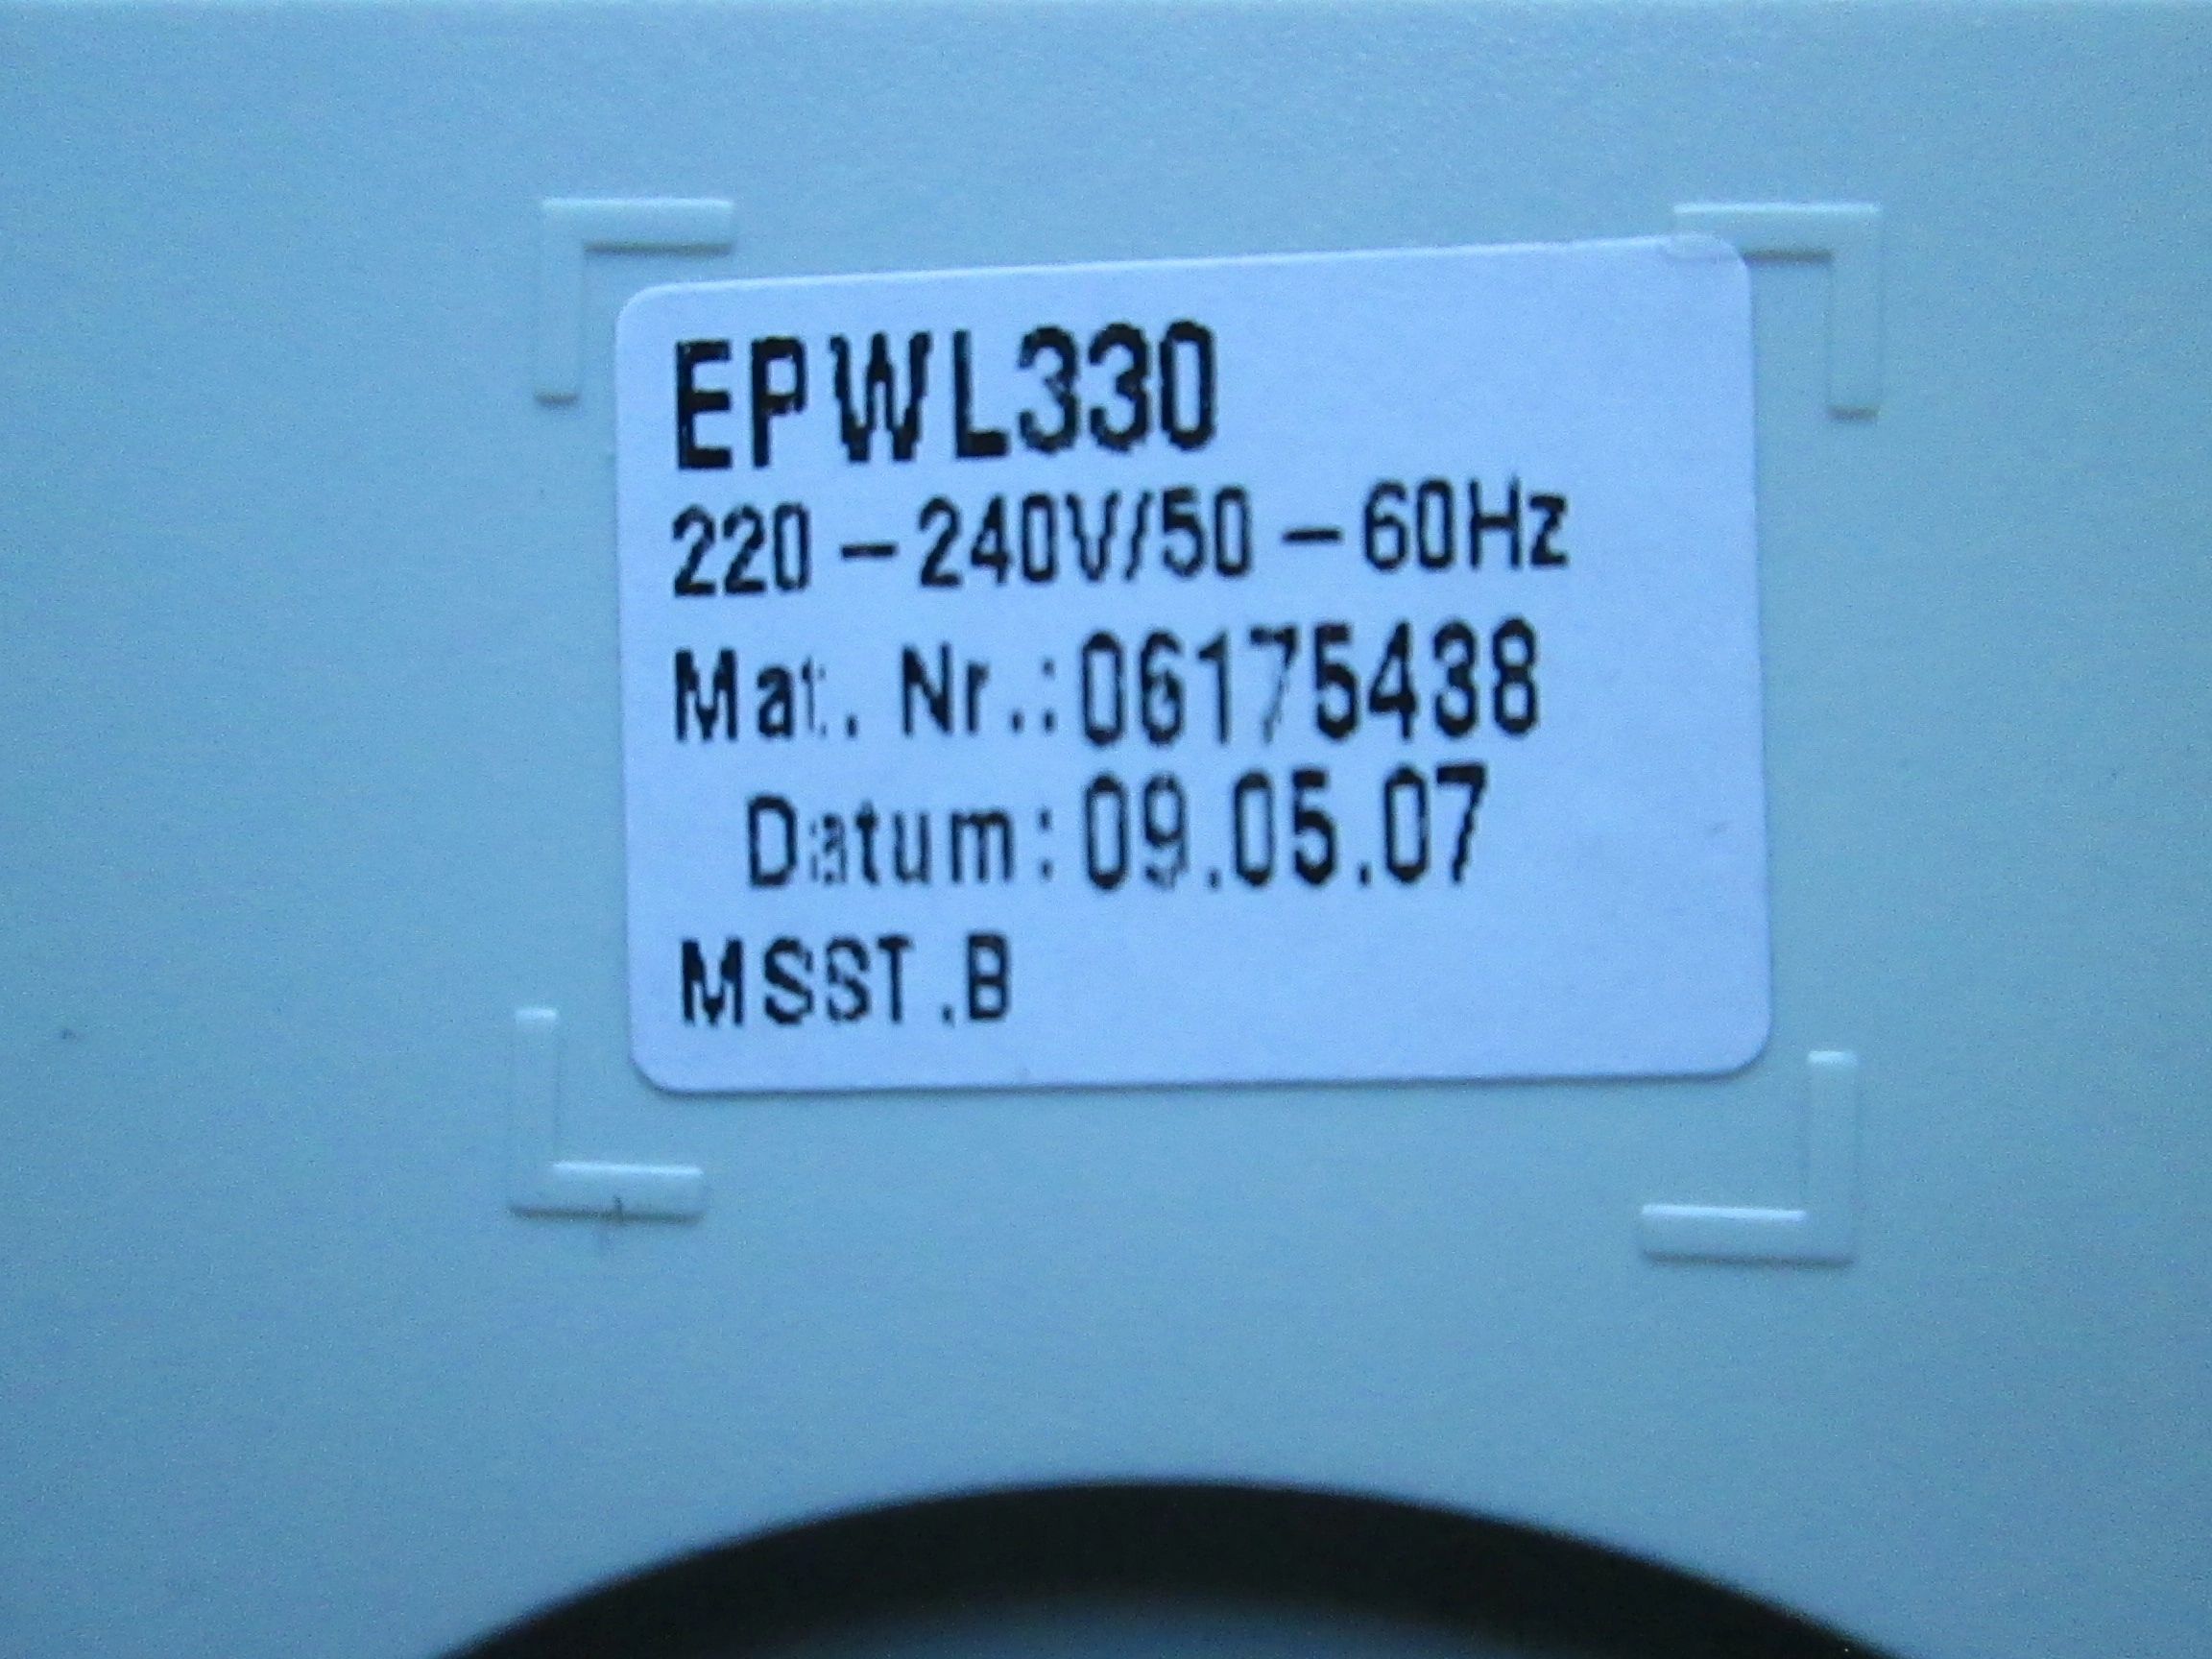 EPWL330
220-240V/50-60Hz
Mat. Nr.:06175438
Datum:09.05.07
MSST.B